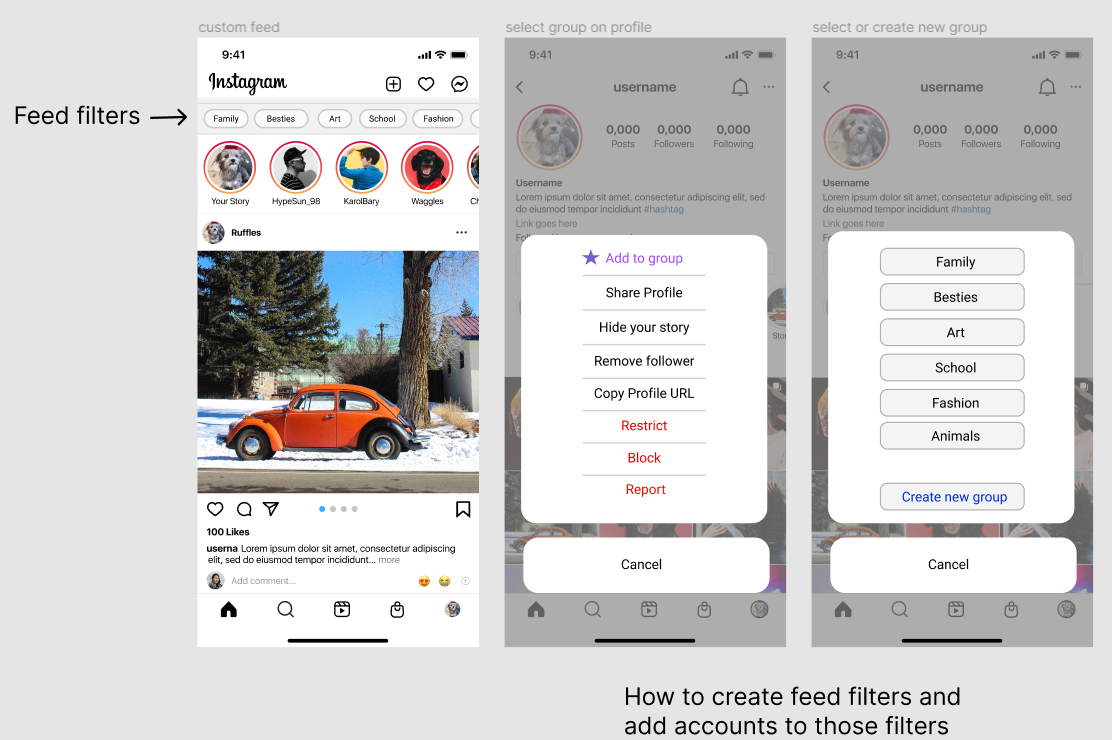 custom feed
select group on profile
select or create new group
Feed filters
9:41
Instagram
Family
Besties
Art
School
Fashion
Your Story
HypeSun_98
KarolBary
Waggles
Ruffles
100 Likes
userna Lorem ipsum dolor sit amet, consectetur adipiscing
elit, sed do eiusmod tempor incididunt... more
Add comment...
9:41
username
0,000
0,000
0,000
Posts
Followers
Following
Username
Lorem ipsum dolor sit amet, consectetur adipiscing elit, sed
do eiusmod tempor incididunt #hashtag
Link goes here
Add to group
Share Profile
Hide your story
Remove follower
Copy Profile URL
Restrict
Block
Report
Cancel
9:41
username
0,000
0,000
0,000
Posts
Followers
Following
Username
Lorem ipsum dolor sit amet, consectetur adipiscing elit, sed
do eiusmod tempor incididunt #hashtag
Link goes here
Family
Besties
Art
School
Fashion
Animals
Create new group
Cancel
How to create feed filters and
add accounts to those filters